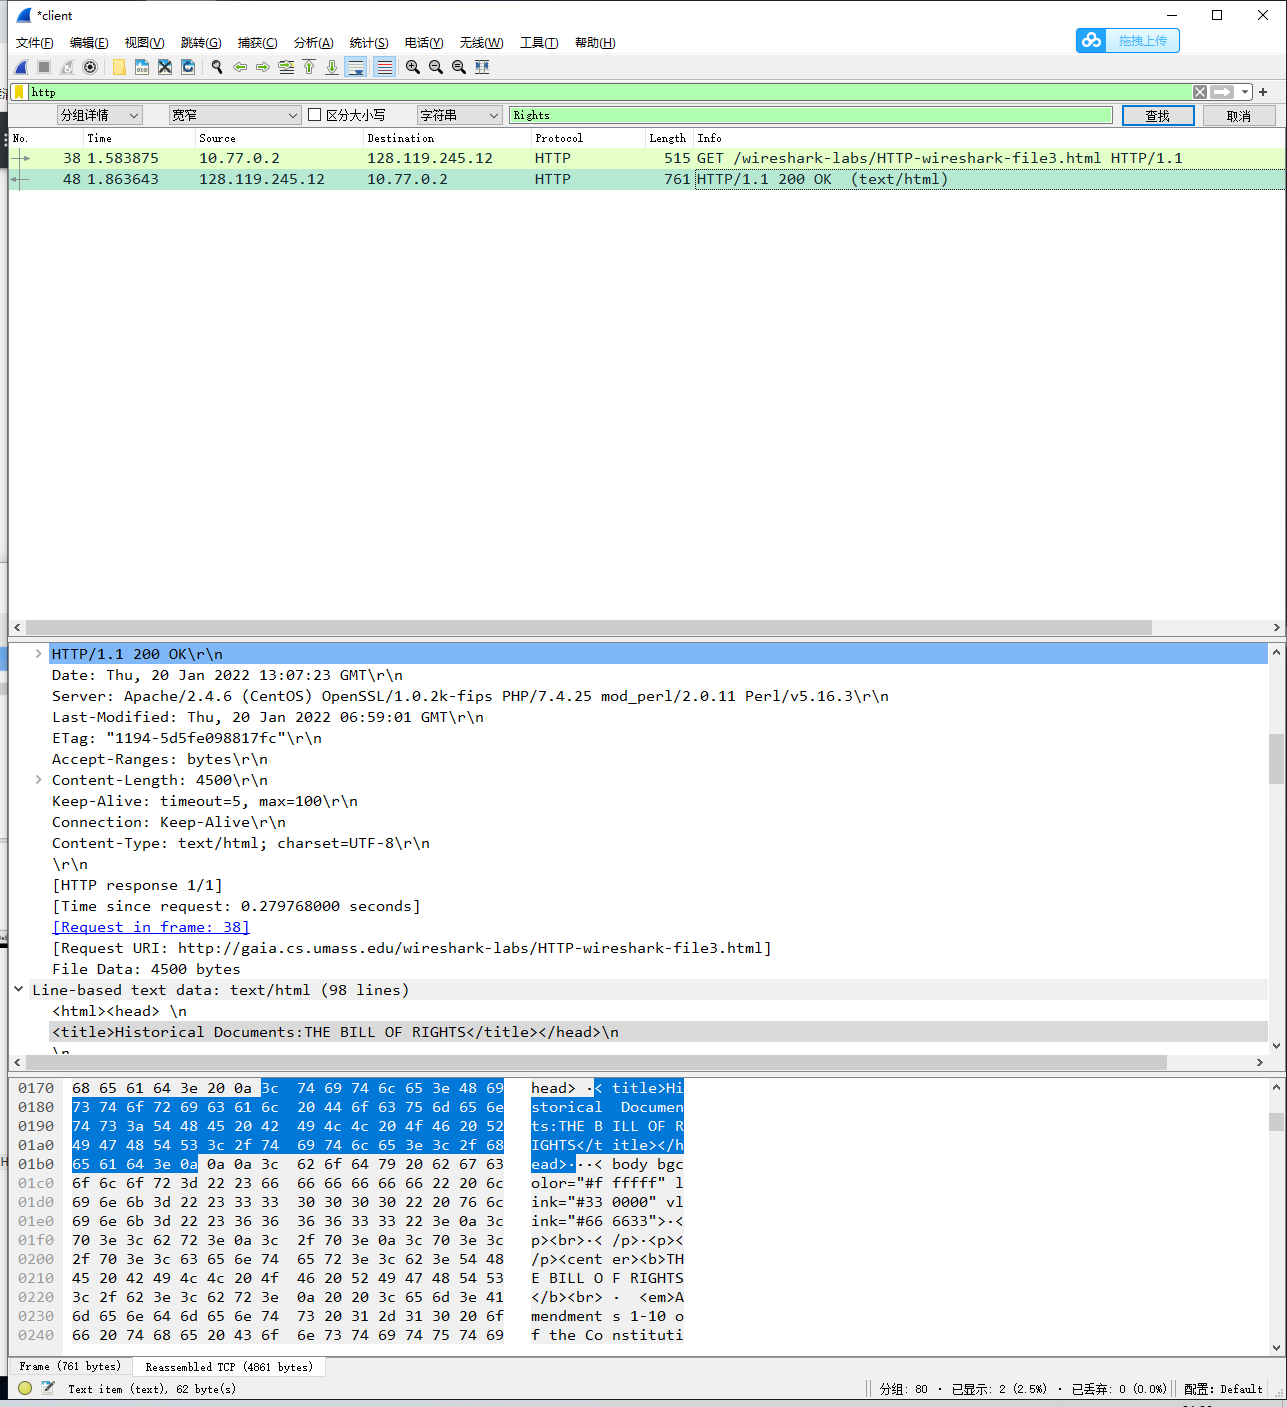 *client
文件(F) 编辑(E) 视图(V) 跳转(G) 捕获(C) 分析(A) 统计(S) 电话(Y) 无线(W) 工具(T) 帮助(H)
拖拽上传
http
分组详情 宽窄 区分大小写 字符串 Rights 查找 取消
No. Time Source Destination Protocol Length Info
38 1.583875 10.77.0.2 128.119.245.12 HTTP 515 GET /wireshark-labs/HTTP-wireshark-file3.html HTTP/1.1
48 1.863643 128.119.245.12 10.77.0.2 HTTP 761 HTTP/1.1 200 OK  (text/html)
HTTP/1.1 200 OK\r\n
Date: Thu, 20 Jan 2022 13:07:23 GMT\r\n
Server: Apache/2.4.6 (CentOS) OpenSSL/1.0.2k-fips PHP/7.4.25 mod_perl/2.0.11 Perl/v5.16.3\r\n
Last-Modified: Thu, 20 Jan 2022 06:59:01 GMT\r\n
ETag: "1194-5d5fe098817fc"\r\n
Accept-Ranges: bytes\r\n
Content-Length: 4500\r\n
Keep-Alive: timeout=5, max=100\r\n
Connection: Keep-Alive\r\n
Content-Type: text/html; charset=UTF-8\r\n
\r\n
[HTTP response 1/1]
[Time since request: 0.279768000 seconds]
[Request in frame: 38]
[Request URI: http://gaia.cs.umass.edu/wireshark-labs/HTTP-wireshark-file3.html]
File Data: 4500 bytes
Line-based text data: text/html (98 lines)
<html><head> \n
<title>Historical Documents:THE BILL OF RIGHTS</title></head>\n
\n
0170 68 65 61 64 3e 20 0a 3c 74 69 74 6c 65 3e 48 69 head> ·< title>Hi
0180 73 74 6f 72 69 63 61 6c 20 44 6f 63 75 6d 65 6e storical  Documen
0190 74 73 3a 54 48 45 20 42 49 4c 4c 20 4f 46 20 52 ts:THE B ILL OF R
01a0 49 47 48 54 53 3c 2f 74 69 74 6c 65 3e 3c 2f 68 IGHTS</t itle></h
01b0 65 61 64 3e 0a 0a 0a 3c 62 6f 64 79 20 62 67 63 ead>···< body bgc
01c0 6f 6c 6f 72 3d 22 23 66 66 66 66 66 66 22 20 6c olor="#f fffff" l
01d0 69 6e 6b 3d 22 23 33 33 30 30 30 30 22 20 76 6c ink="#33 0000" vl
01e0 69 6e 6b 3d 22 23 36 36 36 36 33 33 22 3e 0a 3c ink="#66 6633">·<
01f0 70 3e 3c 62 72 3e 0a 3c 2f 70 3e 0a 3c 70 3e 3c p><br>·< /p>·<p><
0200 2f 70 3e 3c 63 65 6e 74 65 72 3e 3c 62 3e 54 48 /p><cent er><b>TH
0210 45 20 42 49 4c 4c 20 4f 46 20 52 49 47 48 54 53 E BILL O F RIGHTS
0220 3c 2f 62 3e 3c 62 72 3e 0a 20 20 3c 65 6d 3e 41 </b><br> ·  <em>A
0230 6d 65 6e 64 6d 65 6e 74 73 20 31 2d 31 30 20 6f mendment s 1-10 o
0240 66 20 74 68 65 20 43 6f 6e 73 74 69 74 75 74 69 f the Co nstituti
Frame (761 bytes) Reassembled TCP (4861 bytes)
Text item (text), 62 byte(s) 分组: 80 · 已显示: 2 (2.5%) · 已丢弃: 0 (0.0%) 配置: Default